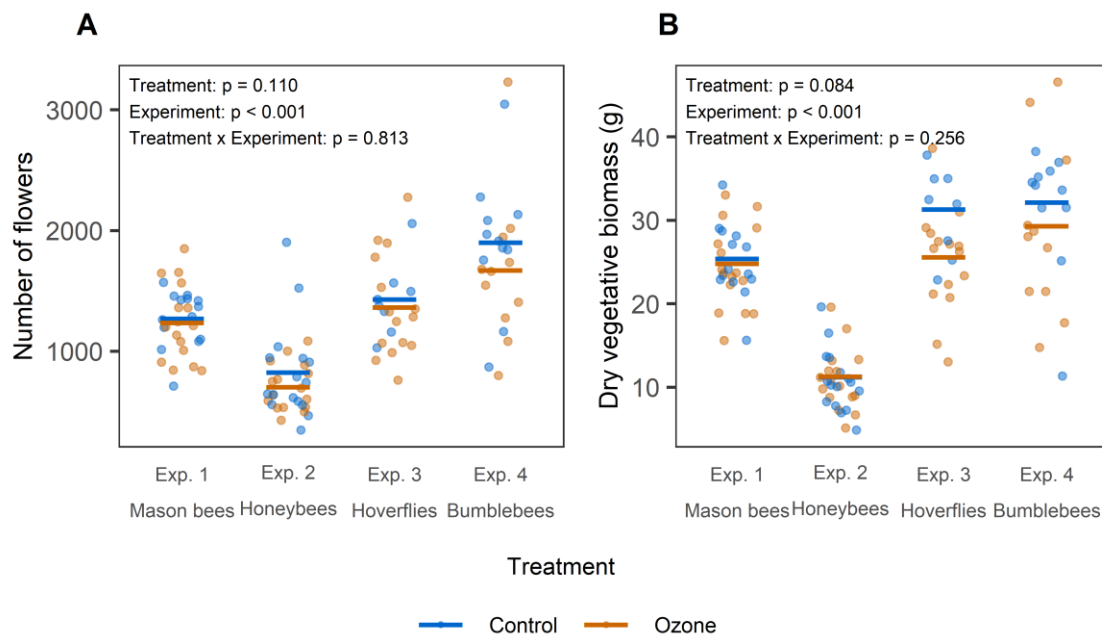 A
Treatment: p = 0.110
Experiment: p < 0.001
Treatment x Experiment: p = 0.813
Number of flowers
3000
2000
1000
Exp. 1
Mason bees
Exp. 2
Honeybees
Exp. 3
Hoverflies
Exp. 4
Bumblebees
B
Treatment: p = 0.084
Experiment: p < 0.001
Treatment x Experiment: p = 0.256
Dry vegetative biomass (g)
40
30
20
10
Exp. 1
Mason bees
Exp. 2
Honeybees
Exp. 3
Hoverflies
Exp. 4
Bumblebees
Treatment
Control
Ozone